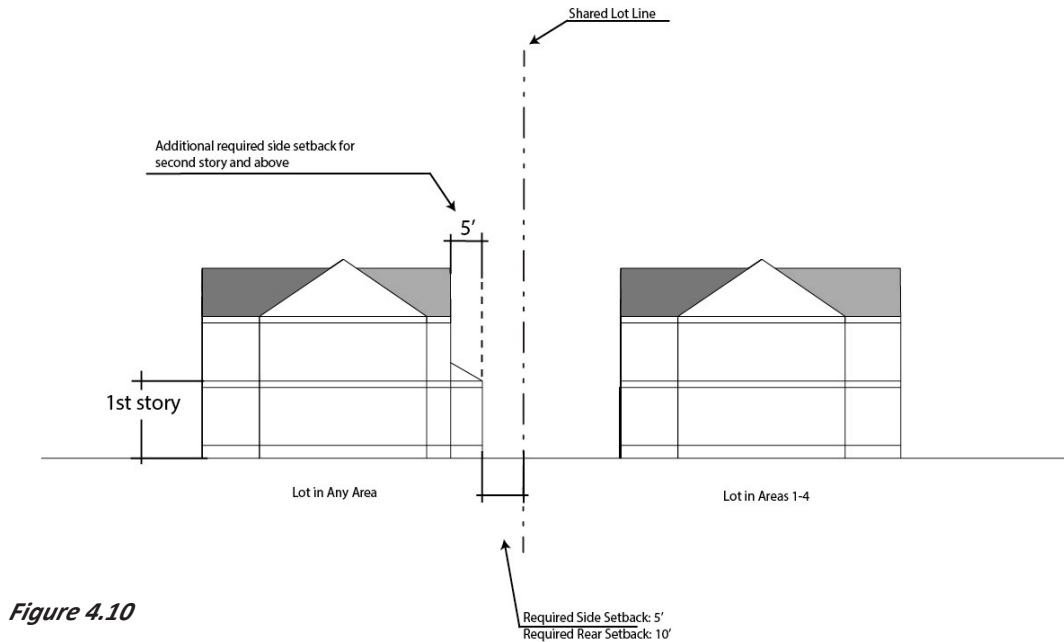 Shared Lot Line
Additional required side setback for
second story and above
5'
1st story
Lot in Any Area
Lot in Areas 1-4
Required Side Setback: 5'
Required Rear Setback: 10'
Figure 4.10